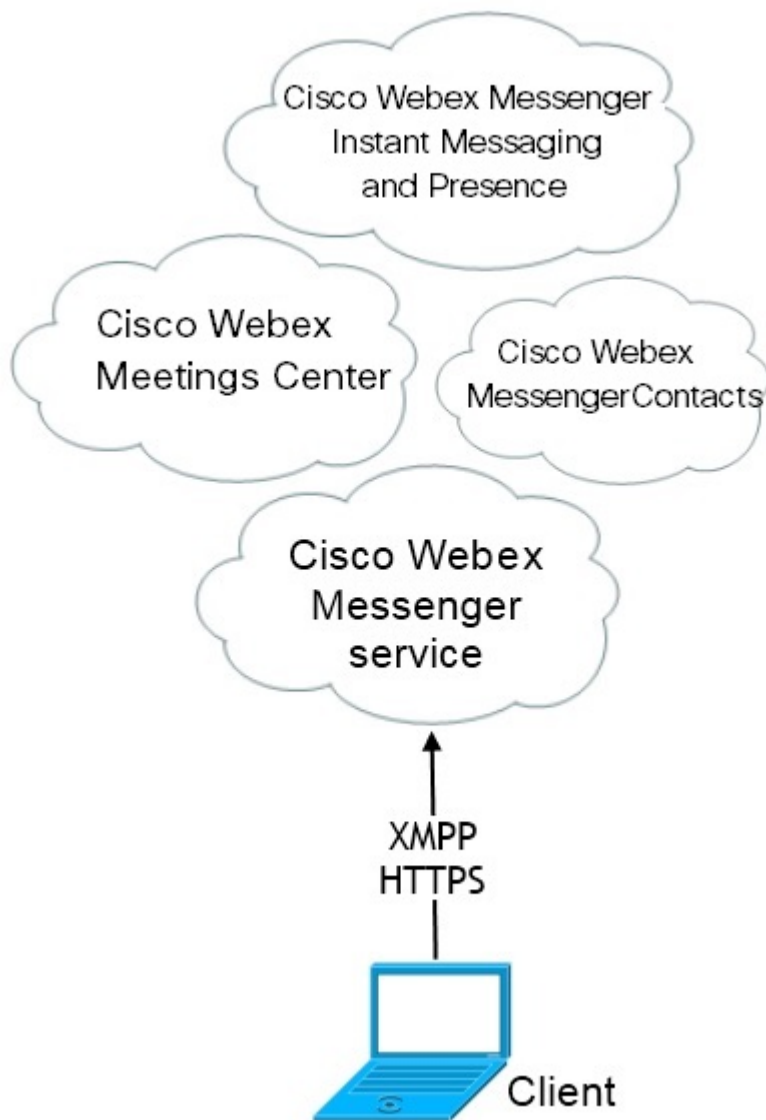 Cisco Webex Messenger
Instant Messaging
and Presence
Cisco Webex
Meetings Center
Cisco Webex
MessengerContacts
Cisco Webex
Messenger
service
XMPP
HTTPS
Client